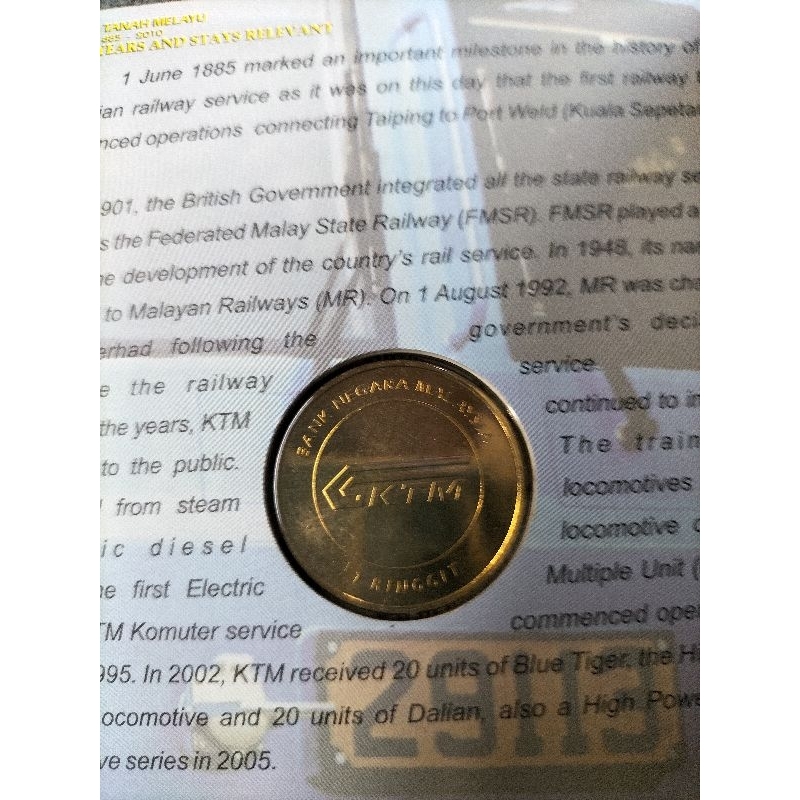 TANAH MELAYU
885 - 2010
YEARS AND STAYS RELEVANT
1 June 1885 marked an important milestone in the history of
ian railway service as it was on this day that the first railway
nced operations connecting Taiping to Port Weld (Kuala Sepeta
901, the British Government integrated all the state railway se
s the Federated Malay State Railway (FMSR). FMSR played a
e development of the country's rail service. In 1948, its na
to Malayan Railways (MR). On 1 August 1992, MR was cha
erhad following the government's deci
e the railway service.
the years, KTM continued to i
to the public. The train
from steam locomotives
ic diesel locomotive
e first Electric Multiple Unit (
TM Komuter service commenced ope
995. In 2002, KTM received 20 units of Blue Tiger, the H
ocomotive and 20 units of Dalian, also a High Powe
ve series in 2005.
BANK NEGARA MALAYSIA
KTM
1 RINGGIT
29113